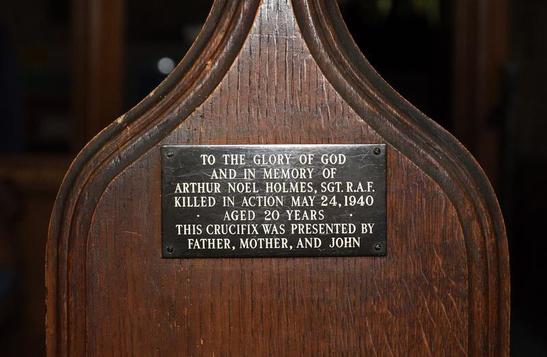 TO THE GLORY OF GOD
AND IN MEMORY OF
ARTHUR NOEL HOLMES, SGT. R.A.F.
KILLED IN ACTION MAY 24, 1940
· AGED 20 YEARS ·
THIS CRUCIFIX WAS PRESENTED BY
FATHER, MOTHER, AND JOHN